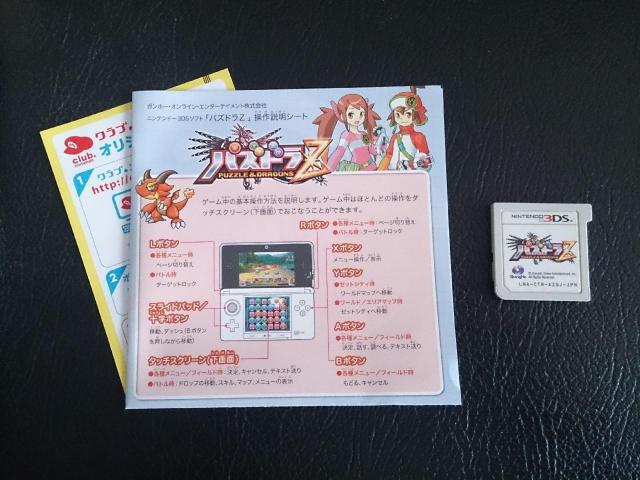 クラブ
club
オリジ
http://
1
2
ガンホー・オンライン・エンターテイメント株式会社
ニンテンドー3DSソフト「パズドラZ」操作説明シート
パズドラZ
PUZZLE & DRAGONS
ゲーム中の基本操作方法を説明します。ゲーム中はほとんどの操作をタ
ッチスクリーン(下画面)でおこなうことができます。
Rボタン
●各種メニュー時:ページ切り替え
●バトル時:ターゲットロック
Lボタン
●各種メニュー時
ページ切り替え
●バトル時
ターゲットロック
Xボタン
メニュー操作/表示
Yボタン
●ゼットシティ時
ワールドマップへ移動
●ワールド/エリアマップ時
ゼットシティへ移動
スライドパッド/
十字ボタン
移動、ダッシュ(Bボタン
を押しながら移動)
Aボタン
●各種メニュー/フィールド時
決定、話す、調べる、テキスト送り
タッチスクリーン(下画面)
●各種メニュー/フィールド時:決定、キャンセル、テキスト送り
●バトル時:ドロップの移動、スキル、マップ、メニューの表示
Bボタン
●各種メニュー/フィールド時
もどる、キャンセル
NINTENDO 3DS
パズドラZ
PUZZLE & DRAGONS
GungHo
LNA-CTR-AZGJ-JPN